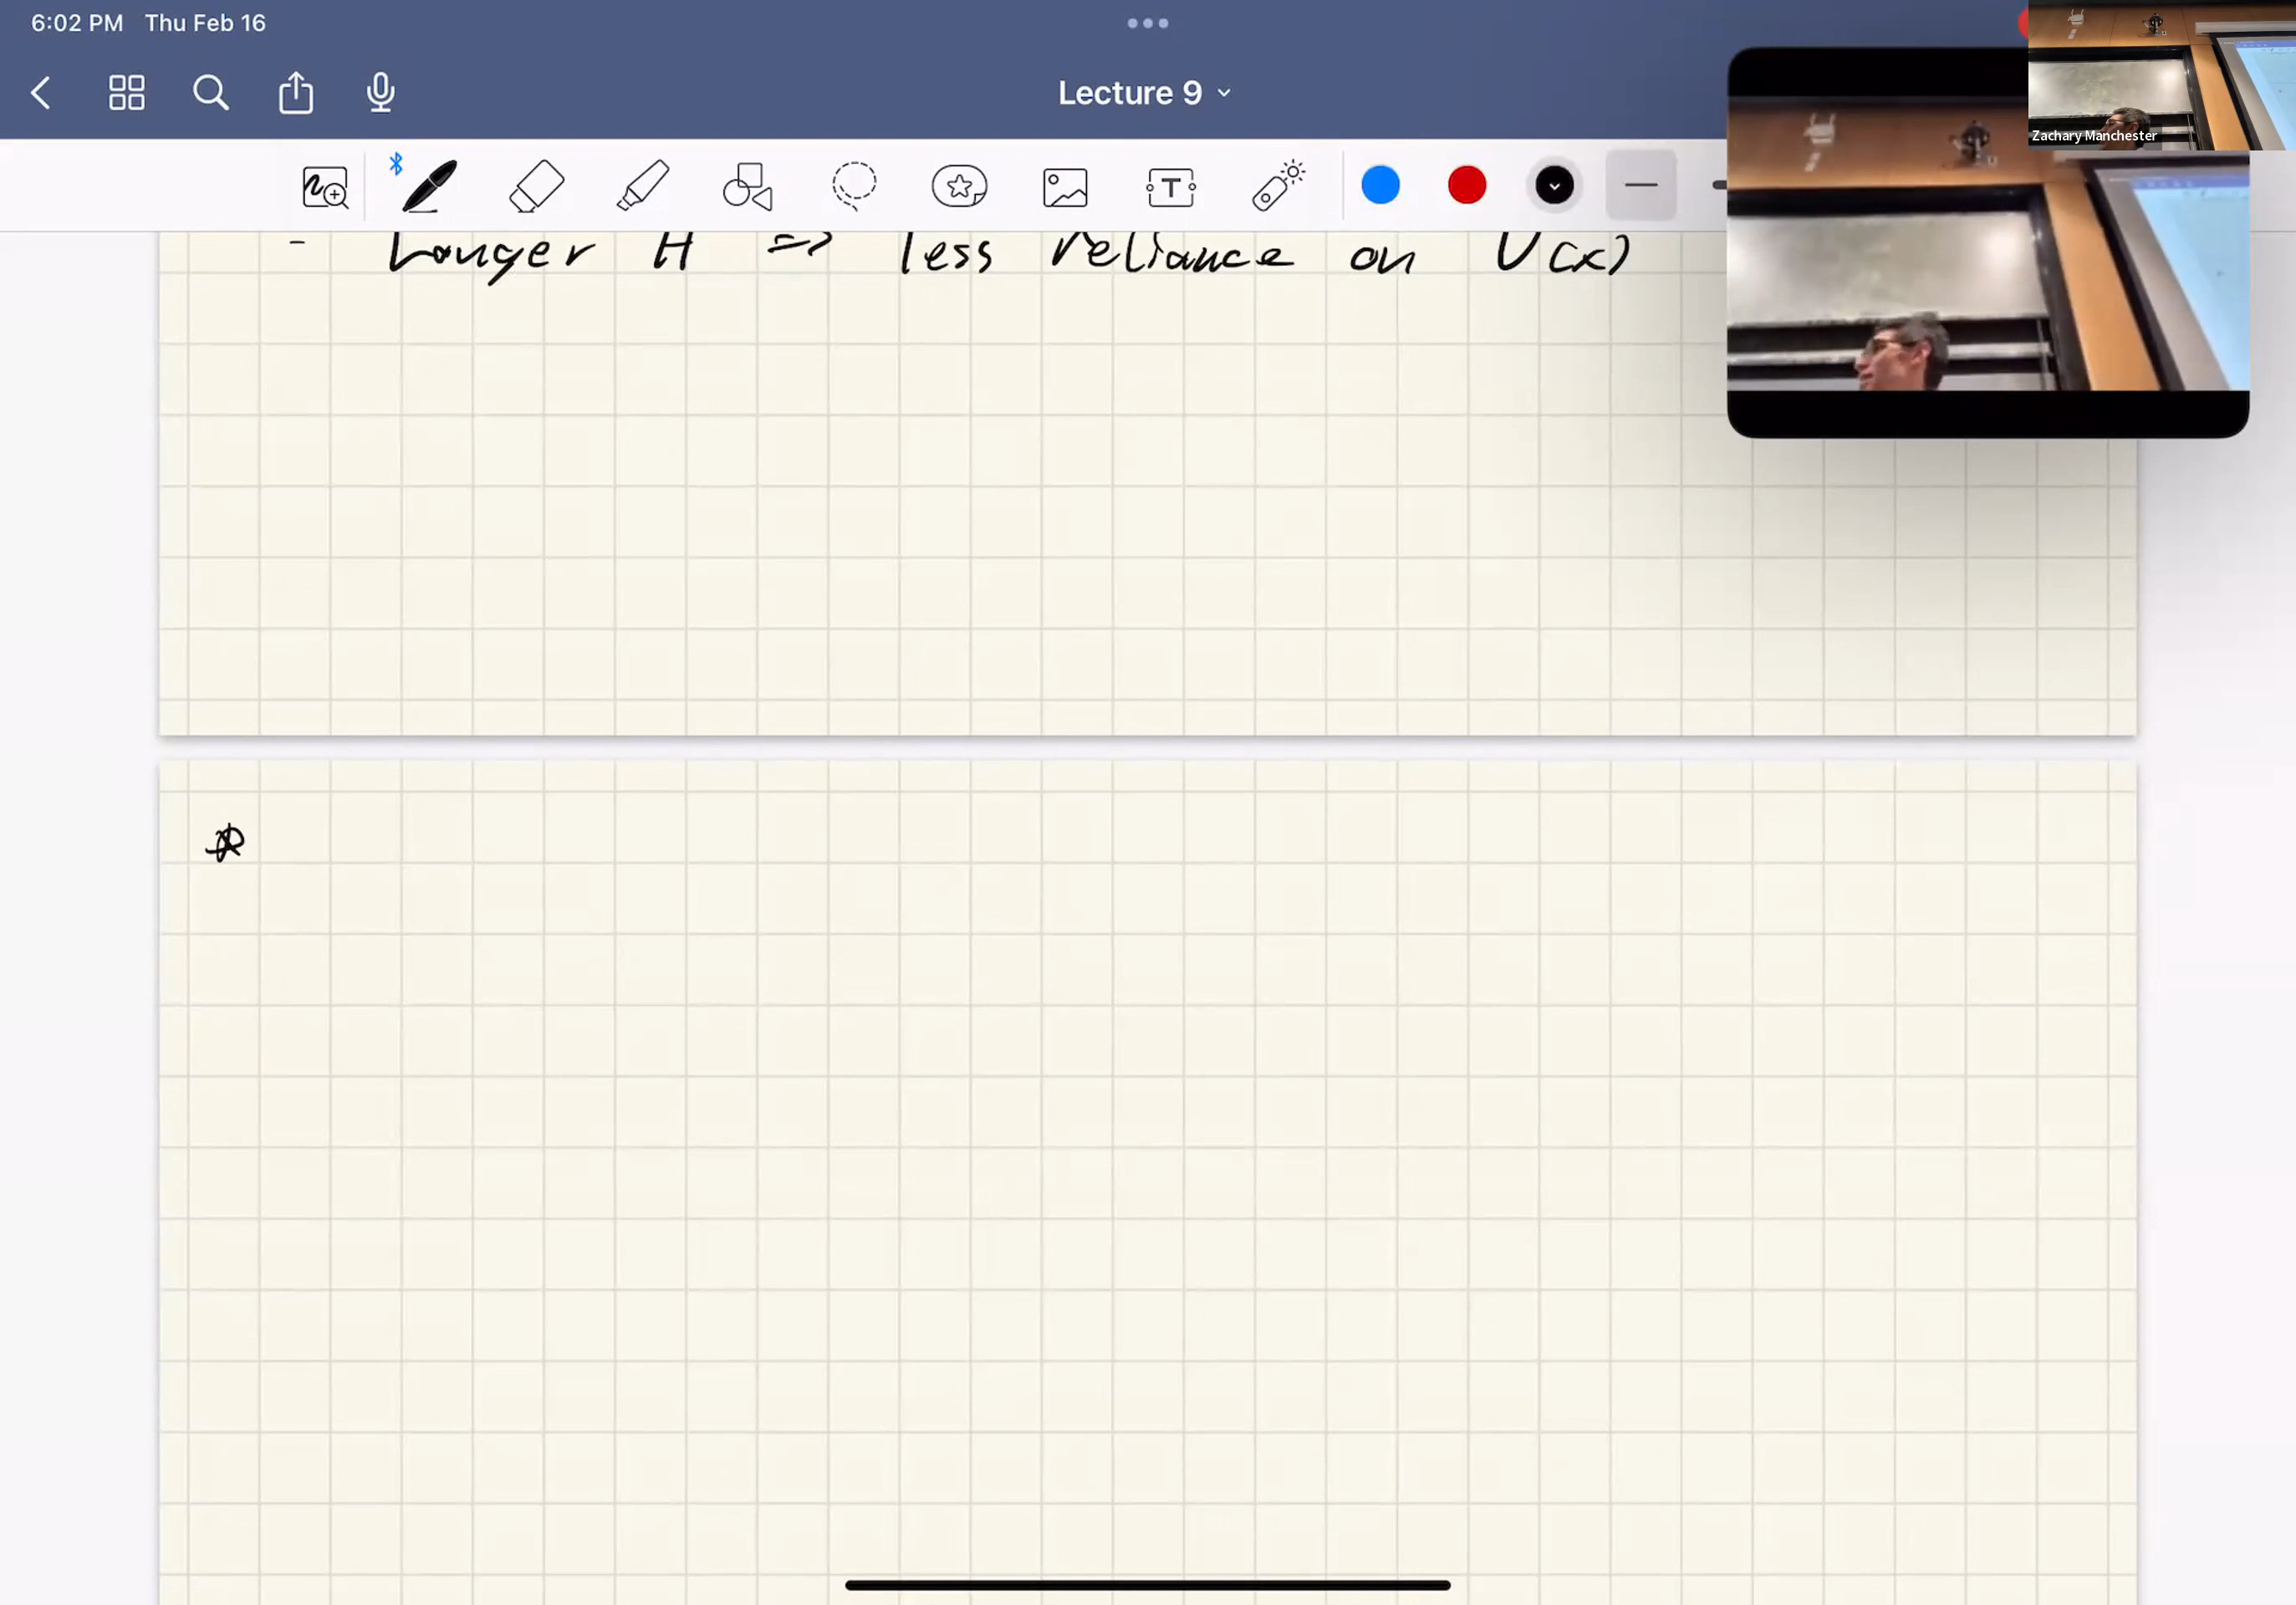 6:02 PM Thu Feb 16
Lecture 9
Zachary Manchester
T
- Longer H => less reliance on V(x)
*